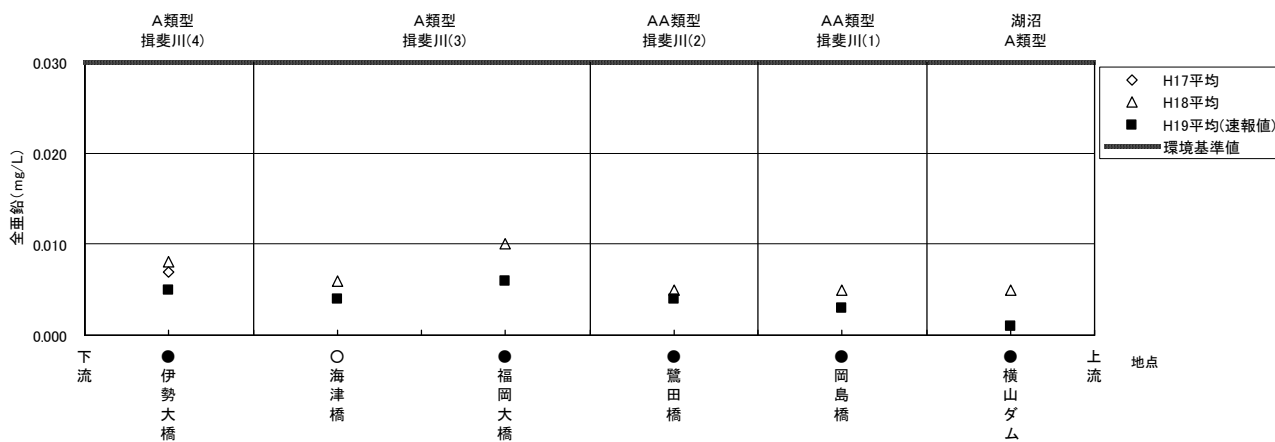 A類型
揖斐川(4)
A類型
揖斐川(3)
AA類型
揖斐川(2)
AA類型
揖斐川(1)
湖沼
A類型
0.030
0.020
0.010
0.000
全亜鉛(mg/L)
H17平均
H18平均
H19平均(速報値)
環境基準値
下流
伊勢大橋
海津橋
福岡大橋
鷺田橋
岡島橋
横山ダム
上流
地点